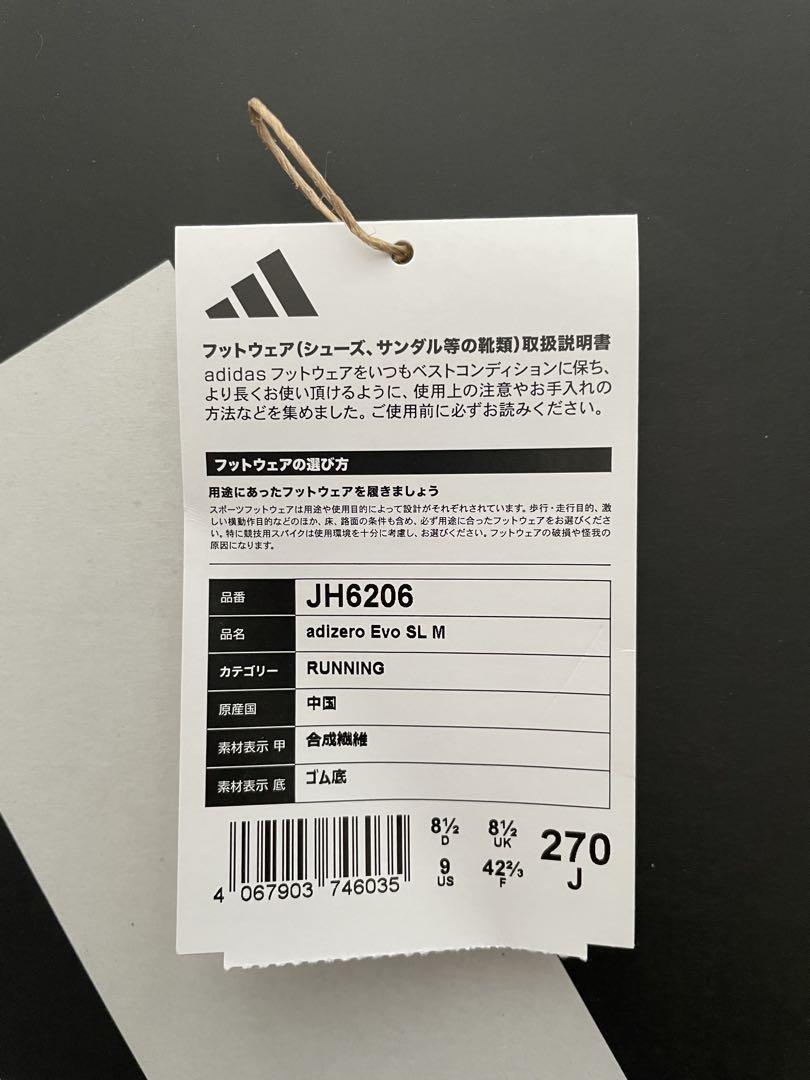 フットウェア(シューズ、サンダル等の靴類)取扱説明書
adidas フットウェアをいつもベストコンディションに保ち、
より長くお使い頂けるように、使用上の注意やお手入れの
方法などを集めました。ご使用前に必ずお読みください。
フットウェアの選び方
用途にあったフットウェアを履きましょう
スポーツフットウェアは用途や使用目的によって設計がそれぞれされています。歩行・走行目的、激
しい横動作目的などのほか、床、路面の条件も含め、必ず用途に合ったフットウェアをお選びくださ
い。特に競技用スパイクは使用環境を十分に考慮し、お選びください。フットウェアの破損や怪我の
原因になります。
品番 JH6206
品名 adizero Evo SL M
カテゴリー RUNNING
原産国 中国
素材表示 甲 合成繊維
素材表示 底 ゴム底
8½ D 8½ UK
9 US 42⅔ F
270 J
4 067903 746035